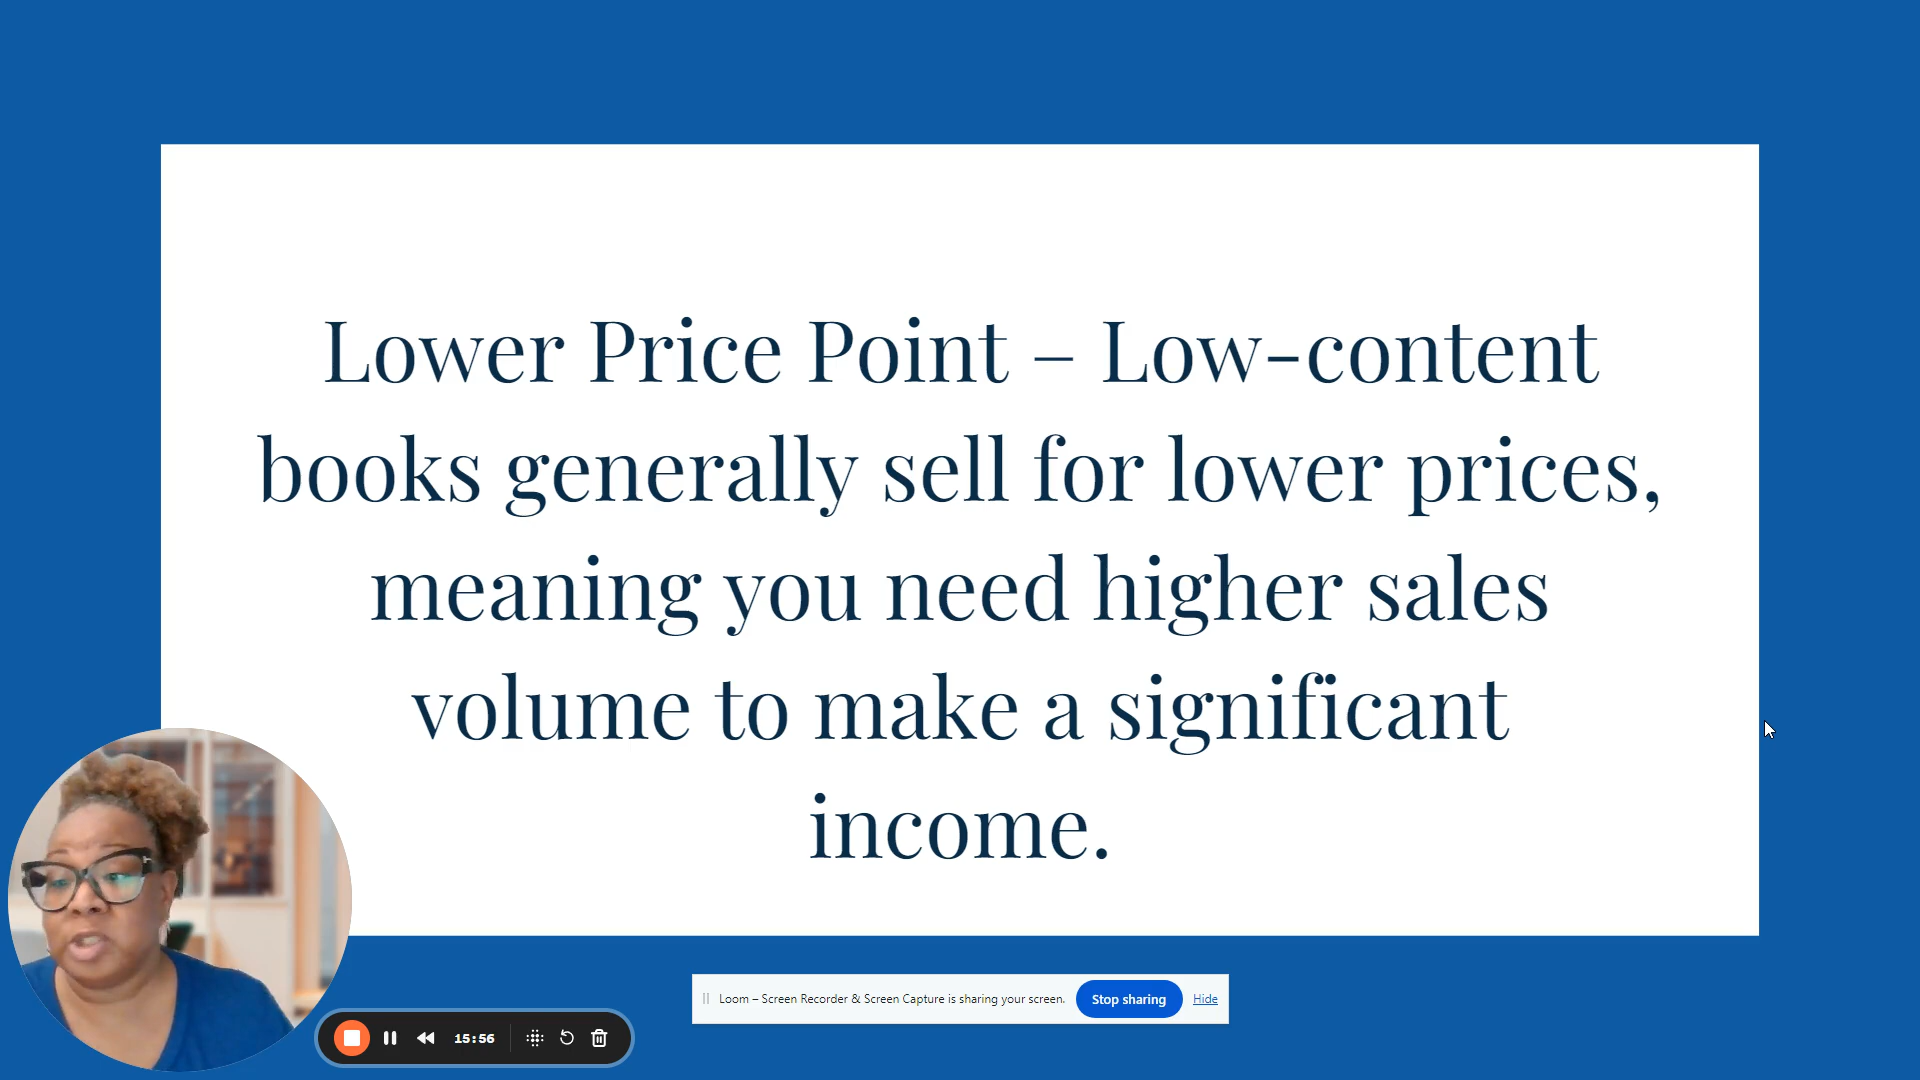 Lower Price Point – Low-content
books generally sell for lower prices,
meaning you need higher sales
volume to make a significant
income.
Loom – Screen Recorder & Screen Capture is sharing your screen.
Stop sharing
Hide
15:56